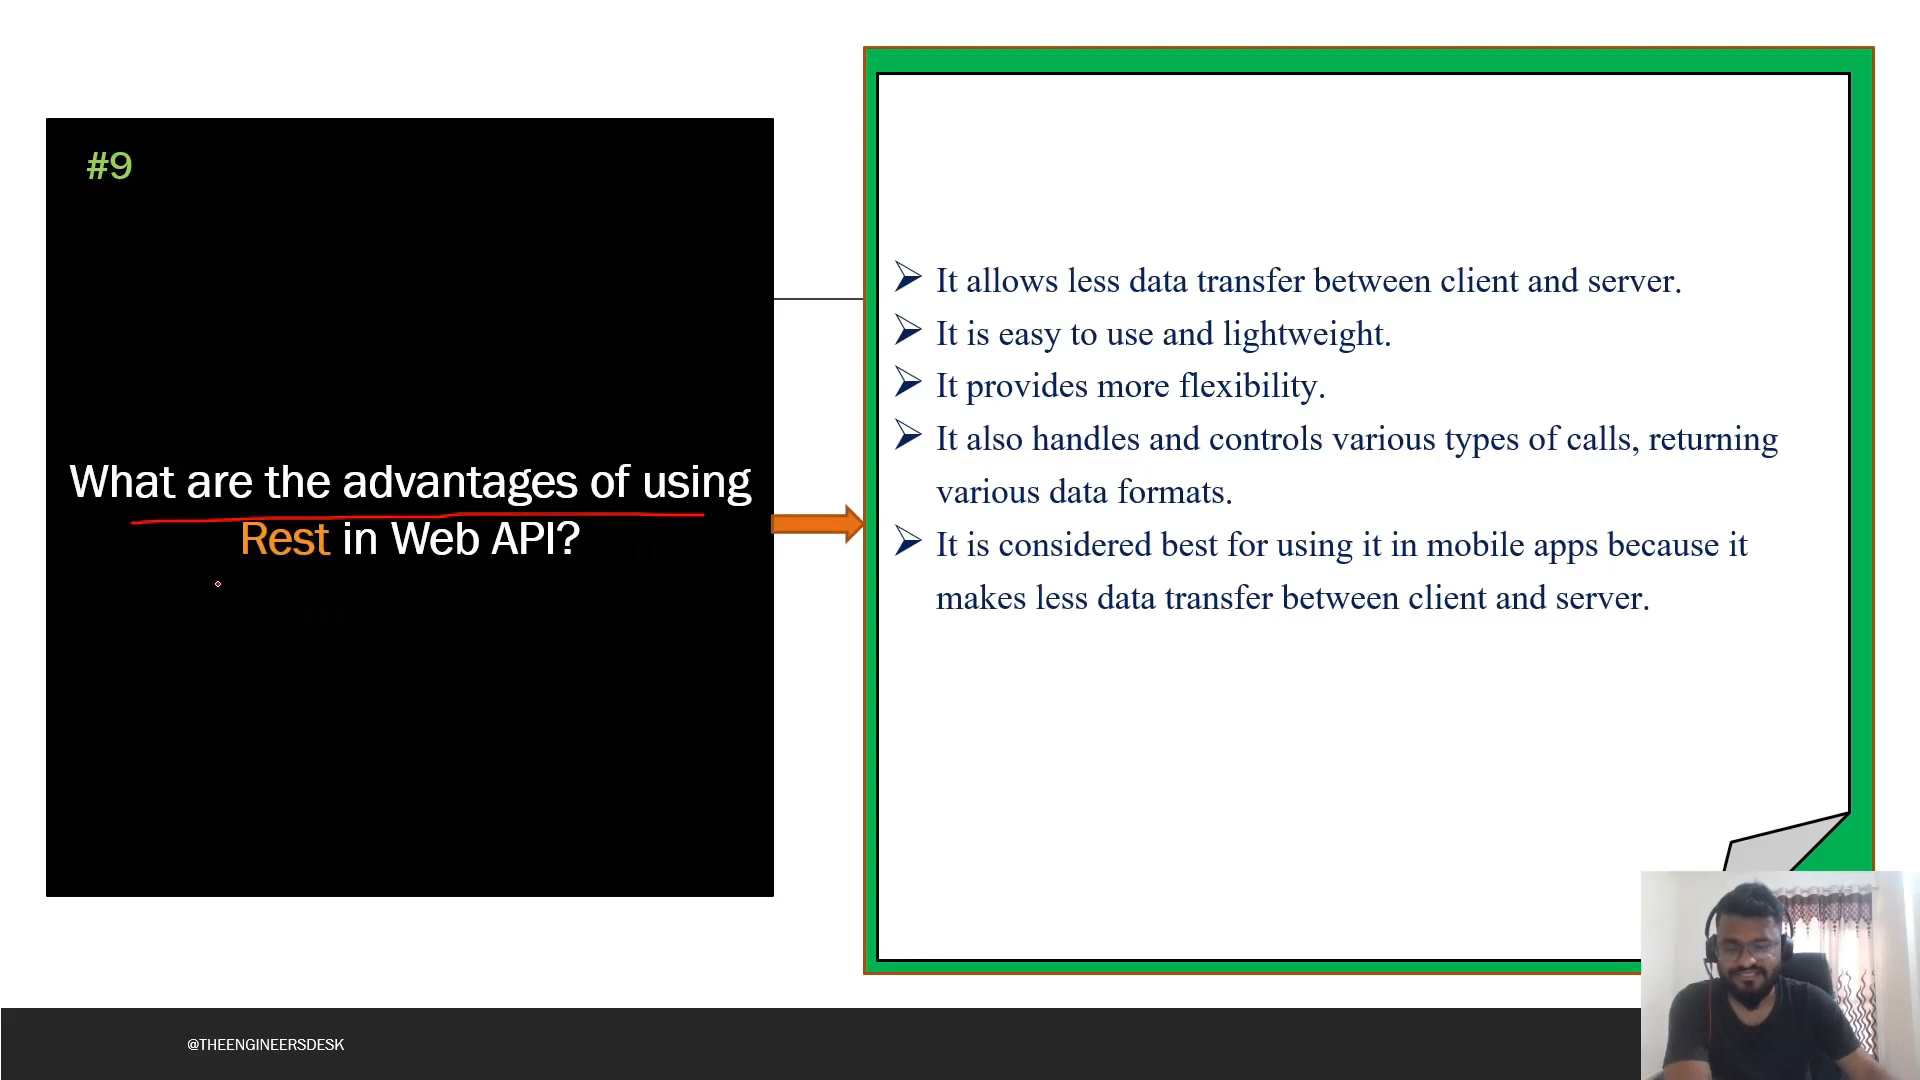 #9
What are the advantages of using
Rest in Web API?
It allows less data transfer between client and server.
It is easy to use and lightweight.
It provides more flexibility.
It also handles and controls various types of calls, returning
various data formats.
It is considered best for using it in mobile apps because it
makes less data transfer between client and server.
@THEENGINEERSDESK